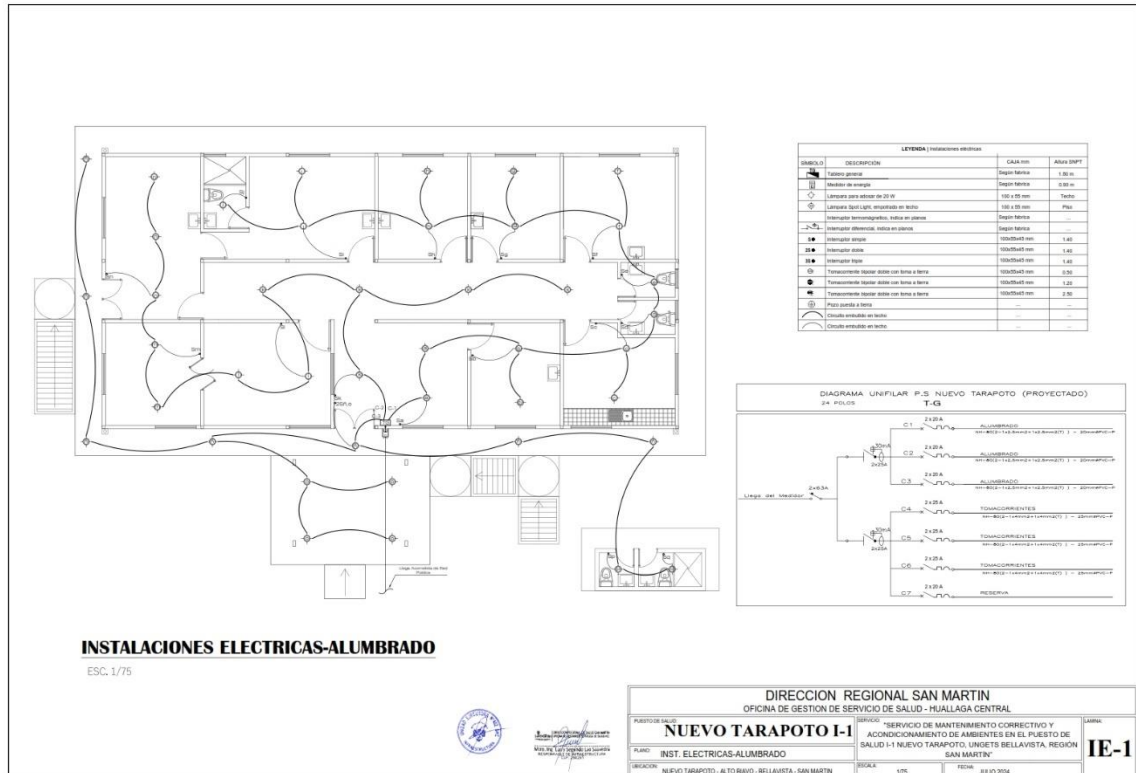 LEYENDA | Instalaciones eléctricas
SIMBOLO DESCRIPCIÓN CAJA mm Altura SNPT
Tablero general Según fabrica 1.80 m
Medidor de energía Según fabrica
Lámpara para adosar de 20 W 100 x 55 mm Techo
Lámpara Spot Light, empotrado en techo 100 x 55 mm Piso
Interruptor termomagnético, indica en planos Según fabrica ...
Interruptor diferencial, indica en planos Según fabrica ...
S Interruptor simple 100x55x45 mm 1.40
2S Interruptor doble 100x55x45 mm 1.40
3S Interruptor triple 100x55x45 mm 1.40
Tomacorriente bipolar doble con toma a tierra 100x55x45 mm 0.50
Tomacorriente bipolar doble con toma a tierra 100x55x45 mm 1.20
Tomacorriente bipolar doble con toma a tierra 100x55x45 mm 2.50
Pozo puesta a tierra ... ...
Circuito embutido en techo ... ...
Circuito embutido en techo ... ...
DIAGRAMA UNIFILAR P.S NUEVO TARAPOTO (PROYECTADO)
24 POLOS T-G
C1 2 x 20 A ALUMBRADO
30mA
2x25A
C2 2 x 20 A ALUMBRADO
C3 2 x 20 A ALUMBRADO
Llega del Medidor 2x63A
C4 2 x 25 A TOMACORRIENTES
30mA
2x25A
C5 2 x 25 A TOMACORRIENTES
C6 2 x 25 A TOMACORRIENTES
C7 2 x 20 A RESERVA
INSTALACIONES ELECTRICAS-ALUMBRADO
ESC. 1/75
DIRECCION REGIONAL SAN MARTIN
OFICINA DE GESTION DE SERVICIO DE SALUD - HUALLAGA CENTRAL
PUESTO DE SALUD:
NUEVO TARAPOTO I-1
SERVICIO: "SERVICIO DE MANTENIMIENTO CORRECTIVO Y
ACONDICIONAMIENTO DE AMBIENTES EN EL PUESTO DE
SALUD I-1 NUEVO TARAPOTO, UNGETS BELLAVISTA, REGIÓN
SAN MARTIN"
LAMINA:
IE-1
PLANO: INST. ELECTRICAS-ALUMBRADO
UBICACION: NUEVO TARAPOTO - ALTO BIAVO - BELLAVISTA - SAN MARTIN
ESCALA: 1/75
FECHA: JULIO 2024